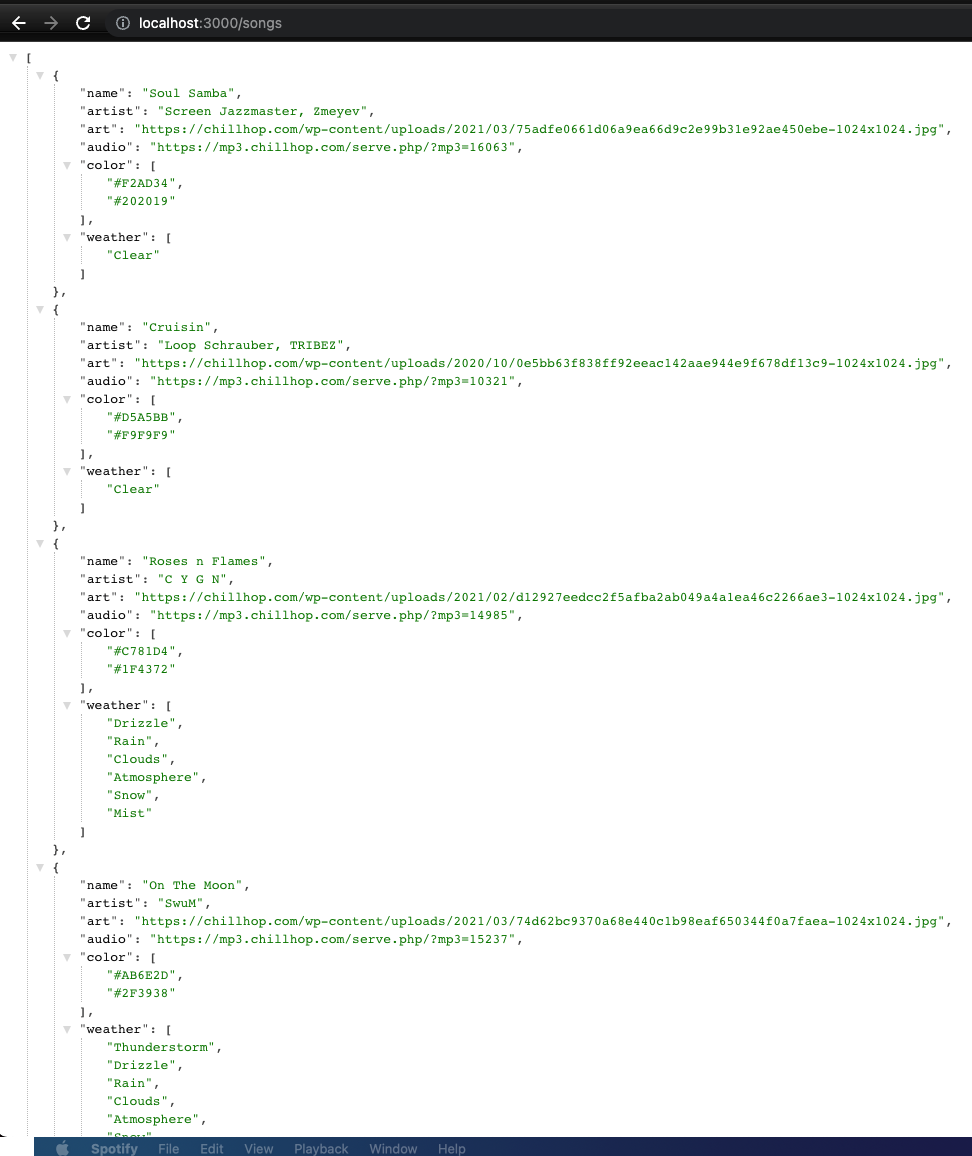 localhost:3000/songs
[
{
"name": "Soul Samba",
"artist": "Screen Jazzmaster, Zmeyev",
"art": "https://chillhop.com/wp-content/uploads/2021/03/75adfe0661d06a9ea66d9c2e99b31e92ae450ebe-1024x1024.jpg",
"audio": "https://mp3.chillhop.com/serve.php/?mp3=16063",
"color": [
"#F2AD34",
"#202019"
],
"weather": [
"Clear"
]
},
{
"name": "Cruisin",
"artist": "Loop Schrauber, TRIBEZ",
"art": "https://chillhop.com/wp-content/uploads/2020/10/0e5bb63f838ff92eeac142aae944e9f678df13c9-1024x1024.jpg",
"audio": "https://mp3.chillhop.com/serve.php/?mp3=10321",
"color": [
"#D5A5BB",
"#F9F9F9"
],
"weather": [
"Clear"
]
},
{
"name": "Roses n Flames",
"artist": "C Y G N",
"art": "https://chillhop.com/wp-content/uploads/2021/02/d12927eedcc2f5afba2ab049a4a1ea46c2266ae3-1024x1024.jpg",
"audio": "https://mp3.chillhop.com/serve.php/?mp3=14985",
"color": [
"#C781D4",
"#1F4372"
],
"weather": [
"Drizzle",
"Rain",
"Clouds",
"Atmosphere",
"Snow",
"Mist"
]
},
{
"name": "On The Moon",
"artist": "SwuM",
"art": "https://chillhop.com/wp-content/uploads/2021/03/74d62bc9370a68e440c1b98eaf650344f0a7faea-1024x1024.jpg",
"audio": "https://mp3.chillhop.com/serve.php/?mp3=15237",
"color": [
"#AB6E2D",
"#2F3938"
],
"weather": [
"Thunderstorm",
"Drizzle",
"Rain",
"Clouds",
"Atmosphere",
"Snow"
Spotify File Edit View Playback Window Help